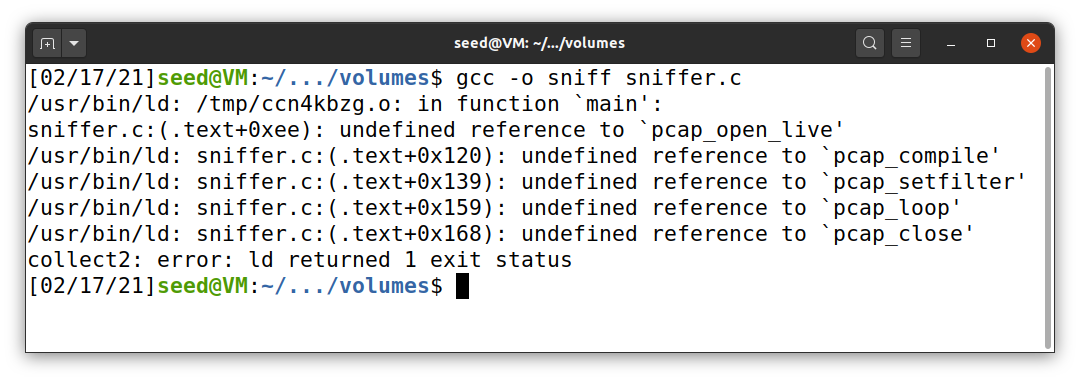 seed@VM: ~/.../volumes
[02/17/21]seed@VM:~/.../volumes$ gcc -o sniff sniffer.c
/usr/bin/ld: /tmp/ccn4kbzg.o: in function `main':
sniffer.c:(.text+0xee): undefined reference to `pcap_open_live'
/usr/bin/ld: sniffer.c:(.text+0x120): undefined reference to `pcap_compile'
/usr/bin/ld: sniffer.c:(.text+0x139): undefined reference to `pcap_setfilter'
/usr/bin/ld: sniffer.c:(.text+0x159): undefined reference to `pcap_loop'
/usr/bin/ld: sniffer.c:(.text+0x168): undefined reference to `pcap_close'
collect2: error: ld returned 1 exit status
[02/17/21]seed@VM:~/.../volumes$